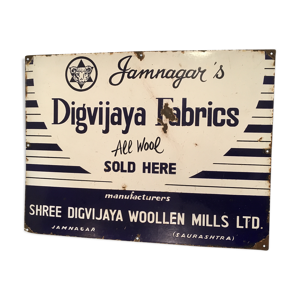 Jamnagar's
Digvijaya Fabrics
All Wool
SOLD HERE
manufacturers
SHREE DIGVIJAYA WOOLLEN MILLS LTD.
JAMNAGAR (SAURASHTRA)